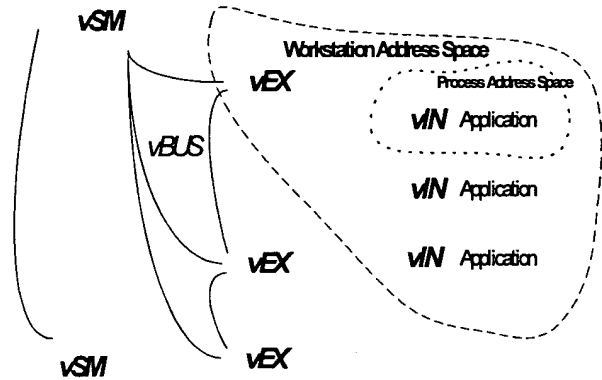 vSM
Workstation Address Space
vEX
Process Address Space
vIN Application
vBUS
vIN Application
vEX
vIN Application
vSM
vEX